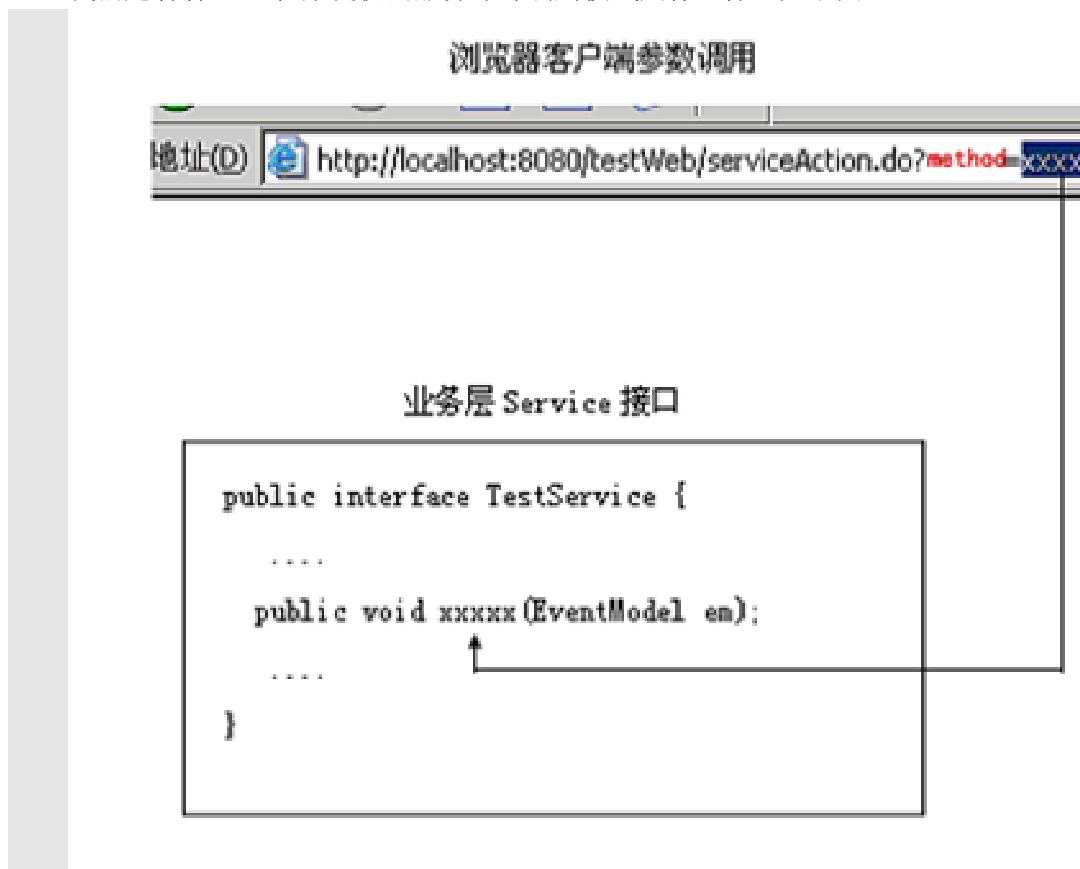 浏览器客户端参数调用
地址(D) http://localhost:8080/testWeb/serviceAction.do?method=xxxx
业务层 Service 接口
public interface TestService {
....
public void xxxxx(EventModel em);
....
}